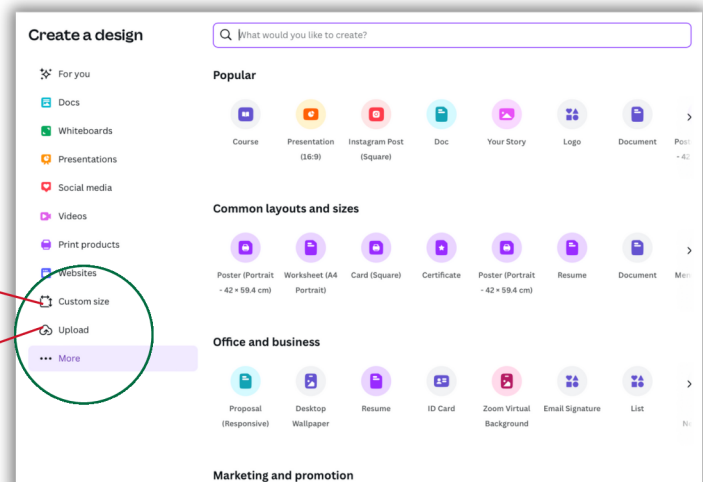 Create a design
What would you like to create?
For you
Docs
Whiteboards
Presentations
Social media
Videos
Print products
Websites
Custom size
Upload
More
Popular
Course
Presentation
(16:9)
Instagram Post
(Square)
Doc
Your Story
Logo
Document
Post
- 42
Common layouts and sizes
Poster (Portrait
- 42 × 59.4 cm)
Worksheet (A4
Portrait)
Card (Square)
Certificate
Poster (Portrait
- 42 × 59.4 cm)
Resume
Document
Men
Office and business
Proposal
(Responsive)
Desktop
Wallpaper
Resume
ID Card
Zoom Virtual
Background
Email Signature
List
Marketing and promotion